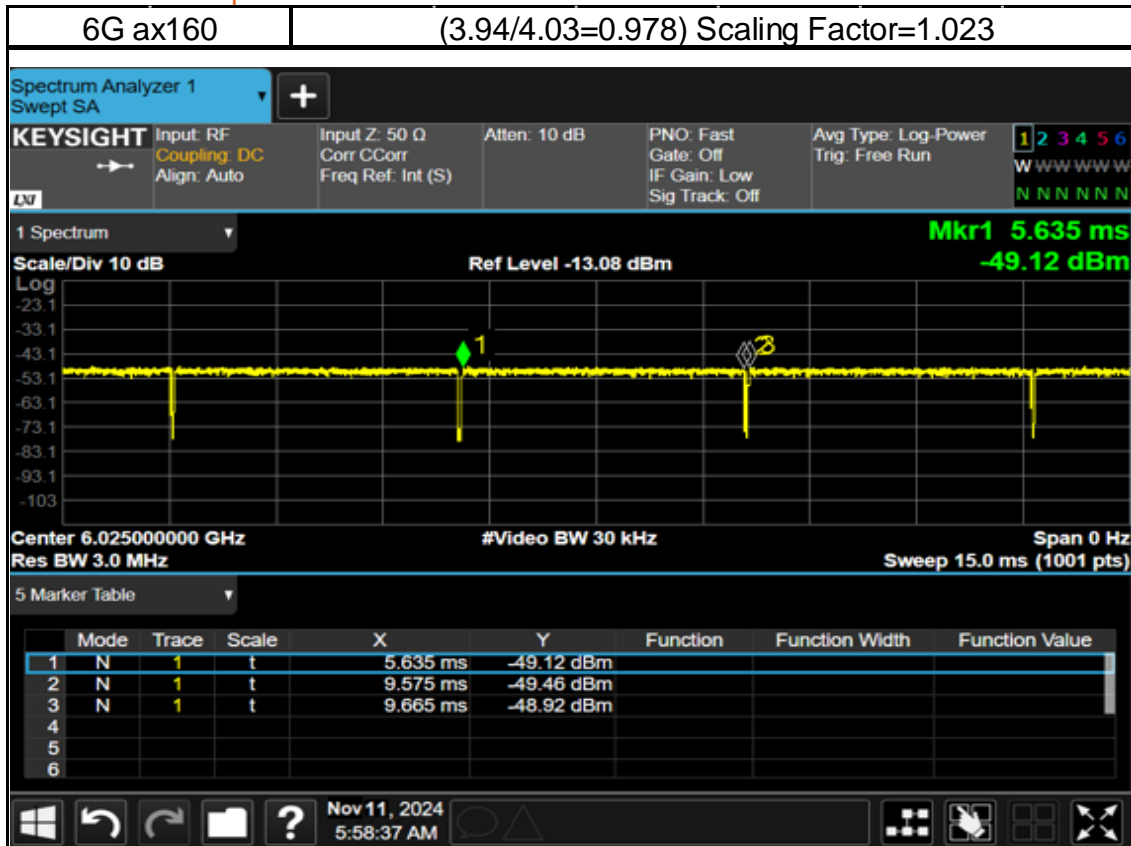 6G ax160 (3.94/4.03=0.978) Scaling Factor=1.023
Spectrum Analyzer 1
Swept SA
+
KEYSIGHT Input: RF Input Z: 50 Ω Atten: 10 dB PNO: Fast Avg Type: Log-Power 1 2 3 4 5 6
Coupling: DC Corr CCorr Gate: Off Trig: Free Run W W W W W W
Align: Auto Freq Ref: Int (S) IF Gain: Low
LXI Sig Track: Off N N N N N N
1 Spectrum Mkr1 5.635 ms
Scale/Div 10 dB Ref Level -13.08 dBm -49.12 dBm
Log
-23.1
-33.1
1
-43.1
-53.1
-63.1
-73.1
-83.1
-93.1
-103
Center 6.025000000 GHz #Video BW 30 kHz Span 0 Hz
Res BW 3.0 MHz Sweep 15.0 ms (1001 pts)
5 Marker Table
Mode Trace Scale X Y Function Function Width Function Value
1 N 1 t 5.635 ms -49.12 dBm
2 N 1 t 9.575 ms -49.46 dBm
3 N 1 t 9.665 ms -48.92 dBm
4
5
6
? Nov 11, 2024
5:58:37 AM